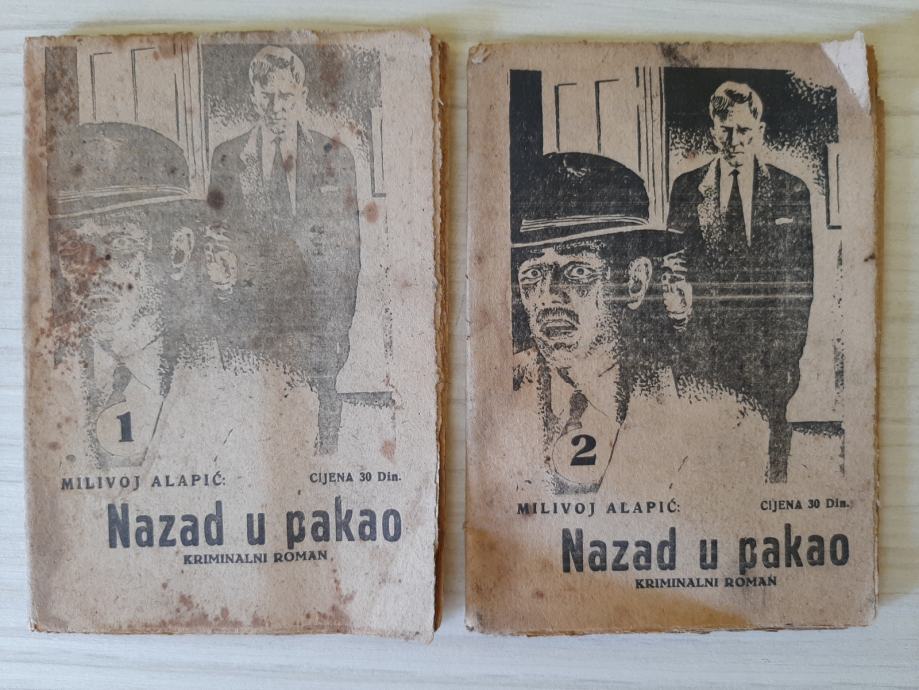 1
MILIVOJ ALAPIĆ: CIJENA 30 Din.
Nazad u pakao
KRIMINALNI ROMAN
2
MILIVOJ ALAPIĆ: CIJENA 30 Din.
Nazad u pakao
KRIMINALNI ROMAN